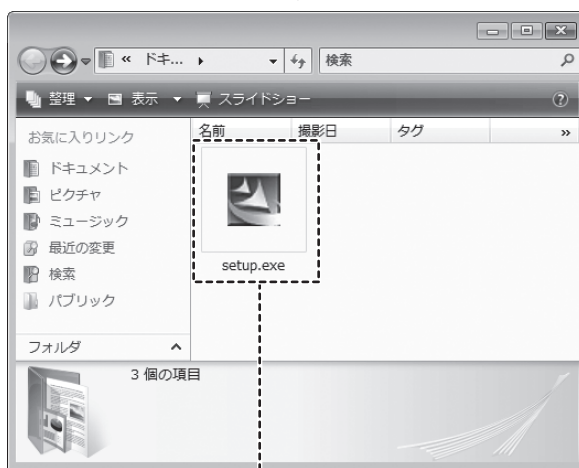 « ドキ...
検索
整理 表示 スライドショー
お気に入りリンク
名前 撮影日 タグ »
ドキュメント
ピクチャ
ミュージック
最近の変更
検索
パブリック
setup.exe
フォルダ
3 個の項目